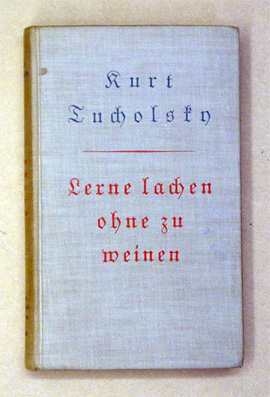 Kurt
Tucholsky
Lerne lachen
ohne zu
weinen